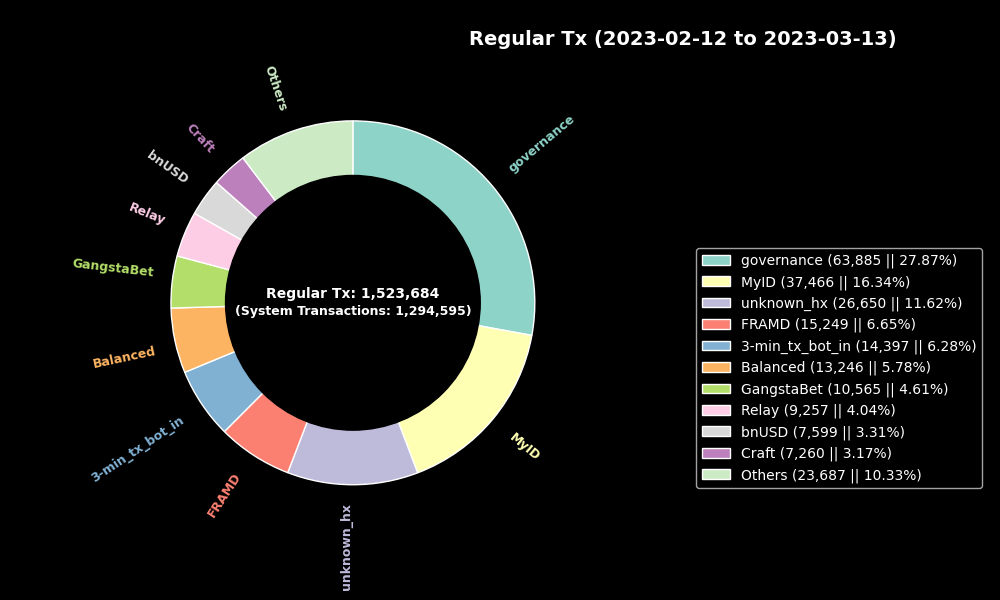 Regular Tx (2023-02-12 to 2023-03-13)
Others
governance
Craft
bnUSD
Relay
GangstaBet
Balanced
3-min_tx_bot_in
FRAMD
unknown_hx
MyID
Regular Tx: 1,523,684
(System Transactions: 1,294,595)
governance (63,885 || 27.87%)
MyID (37,466 || 16.34%)
unknown_hx (26,650 || 11.62%)
FRAMD (15,249 || 6.65%)
3-min_tx_bot_in (14,397 || 6.28%)
Balanced (13,246 || 5.78%)
GangstaBet (10,565 || 4.61%)
Relay (9,257 || 4.04%)
bnUSD (7,599 || 3.31%)
Craft (7,260 || 3.17%)
Others (23,687 || 10.33%)